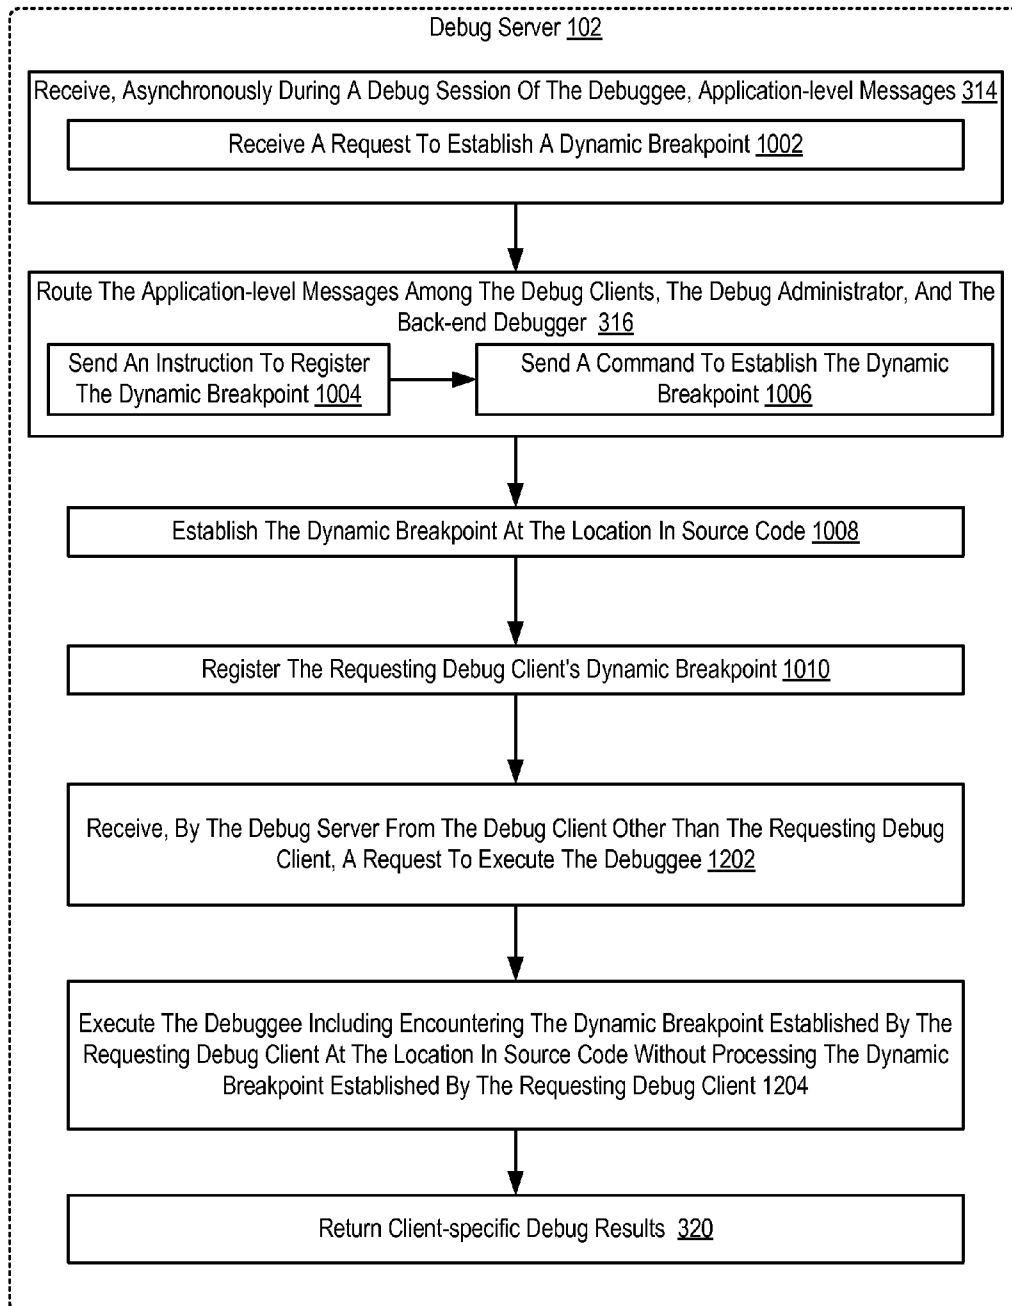 Debug Server 102
Receive, Asynchronously During A Debug Session Of The Debuggee, Application-level Messages 314
Receive A Request To Establish A Dynamic Breakpoint 1002
Route The Application-level Messages Among The Debug Clients, The Debug Administrator, And The
Back-end Debugger 316
Send An Instruction To Register
The Dynamic Breakpoint 1004
Send A Command To Establish The Dynamic
Breakpoint 1006
Establish The Dynamic Breakpoint At The Location In Source Code 1008
Register The Requesting Debug Client's Dynamic Breakpoint 1010
Receive, By The Debug Server From The Debug Client Other Than The Requesting Debug
Client, A Request To Execute The Debuggee 1202
Execute The Debuggee Including Encountering The Dynamic Breakpoint Established By The
Requesting Debug Client At The Location In Source Code Without Processing The Dynamic
Breakpoint Established By The Requesting Debug Client 1204
Return Client-specific Debug Results 320